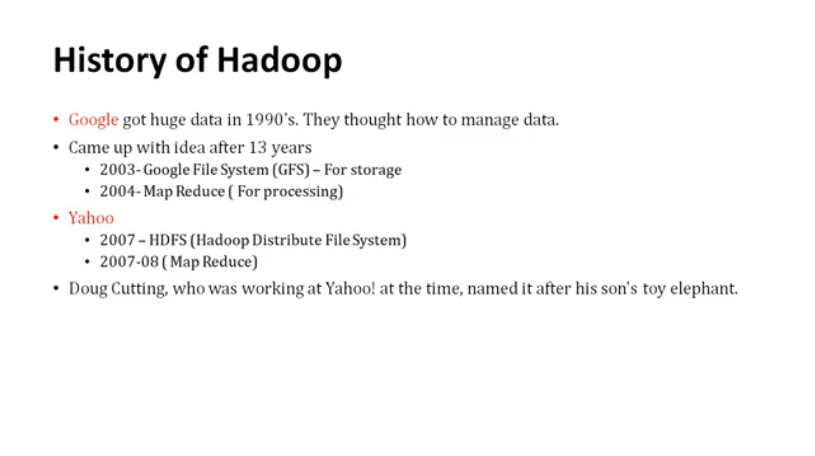 History of Hadoop
• Google got huge data in 1990's. They thought how to manage data.
• Came up with idea after 13 years
• 2003- Google File System (GFS) – For storage
• 2004- Map Reduce ( For processing)
• Yahoo
• 2007 – HDFS (Hadoop Distribute File System)
• 2007-08 ( Map Reduce)
• Doug Cutting, who was working at Yahoo! at the time, named it after his son's toy elephant.